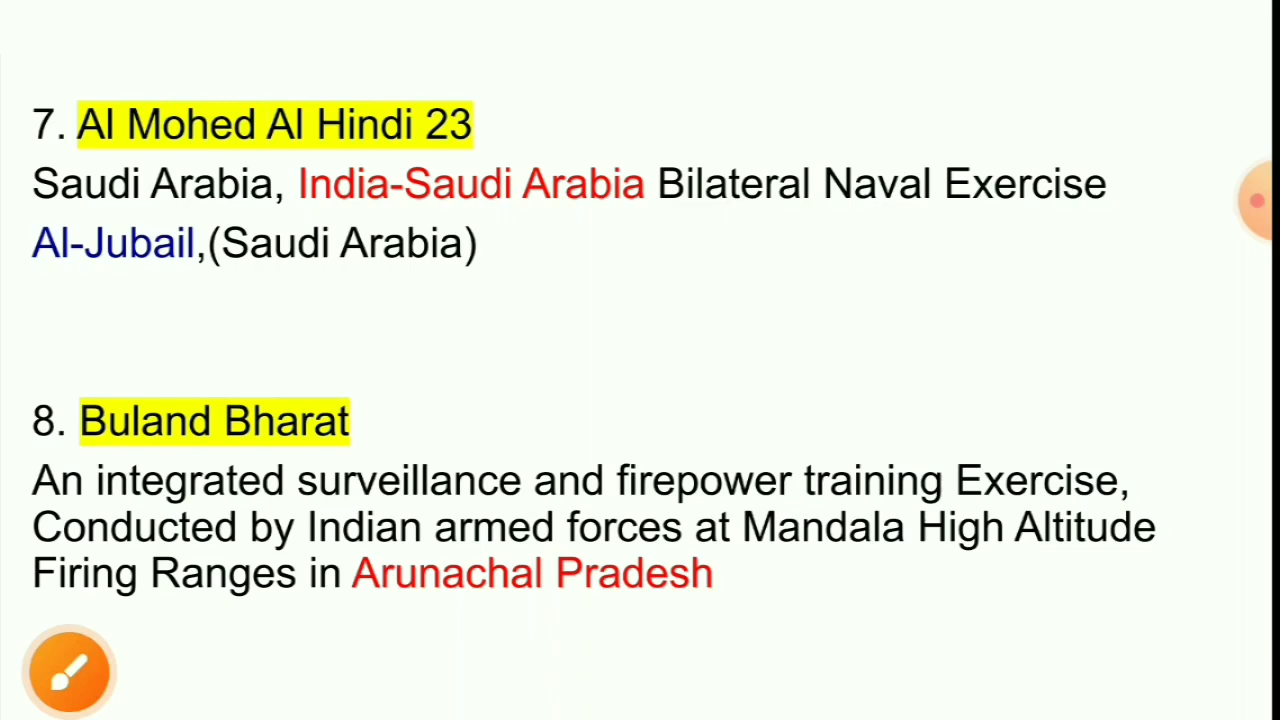 7. Al Mohed Al Hindi 23
Saudi Arabia, India-Saudi Arabia Bilateral Naval Exercise
Al-Jubail,(Saudi Arabia)
8. Buland Bharat
An integrated surveillance and firepower training Exercise,
Conducted by Indian armed forces at Mandala High Altitude
Firing Ranges in Arunachal Pradesh